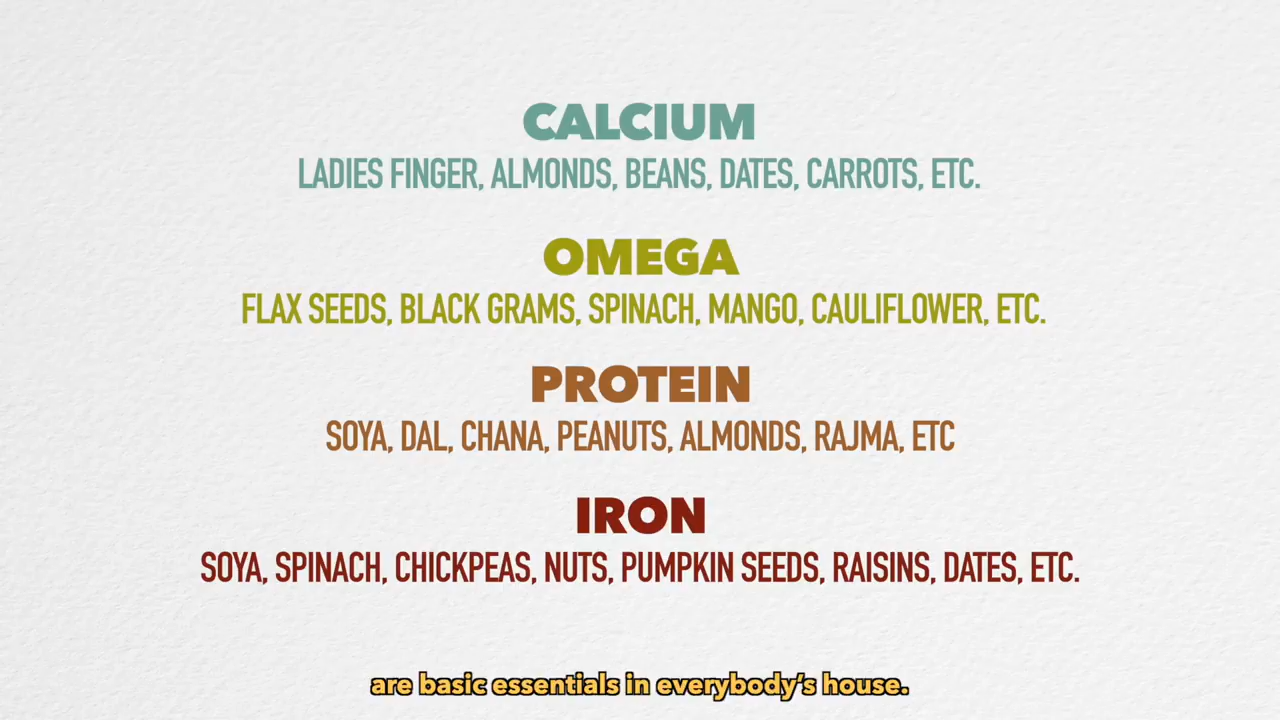 CALCIUM
LADIES FINGER, ALMONDS, BEANS, DATES, CARROTS, ETC.
OMEGA
FLAX SEEDS, BLACK GRAMS, SPINACH, MANGO, CAULIFLOWER, ETC.
PROTEIN
SOYA, DAL, CHANA, PEANUTS, ALMONDS, RAJMA, ETC
IRON
SOYA, SPINACH, CHICKPEAS, NUTS, PUMPKIN SEEDS, RAISINS, DATES, ETC.
are basic essentials in everybody's house.